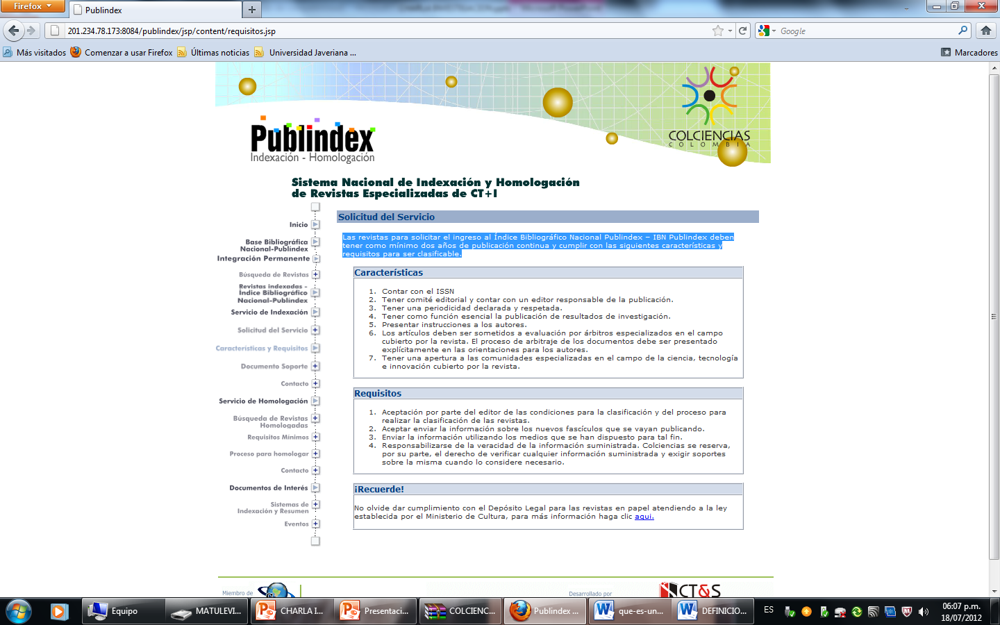 Firefox
Publindex
201.234.78.173:8084/publindex/jsp/content/requisitos.jsp
Google
Más visitados
Comenzar a usar Firefox
Últimas noticias
Universidad Javeriana ...
Marcadores
Publindex
Indexación - Homologación
COLCIENCIAS
COLOMBIA
Sistema Nacional de Indexación y Homologación
de Revistas Especializadas de CT+I
Inicio
Base Bibliográfica
Nacional-Publindex
Integración Permanente
Búsqueda de Revistas
Revistas indexadas -
Índice Bibliográfico
Nacional-Publindex
Servicio de Indexación
Solicitud del Servicio
Características y Requisitos
Documento Soporte
Contacto
Servicio de Homologación
Búsqueda de Revistas
Homologadas
Requisitos Mínimos
Proceso para homologar
Contacto
Documentos de Interés
Sistemas de
Indexación y Resumen
Eventos
Solicitud del Servicio
Las revistas para solicitar el ingreso al Índice Bibliográfico Nacional Publindex – IBN Publindex deben
tener como mínimo dos años de publicación continua y cumplir con las siguientes características y
requisitos para ser clasificable.
Características
1. Contar con el ISSN
2. Tener comité editorial y contar con un editor responsable de la publicación.
3. Tener una periodicidad declarada y respetada.
4. Tener como función esencial la publicación de resultados de investigación.
5. Presentar instrucciones a los autores.
6. Los artículos deben ser sometidos a evaluación por árbitros especializados en el campo
cubierto por la revista. El proceso de arbitraje de los documentos debe ser presentado
explícitamente en las orientaciones para los autores.
7. Tener una apertura a las comunidades especializadas en el campo de la ciencia, tecnología
e innovación cubierto por la revista.
Requisitos
1. Aceptación por parte del editor de las condiciones para la clasificación y del proceso para
realizar la clasificación de las revistas.
2. Aceptar enviar la información sobre los nuevos fascículos que se vayan publicando.
3. Enviar la información utilizando los medios que se han dispuesto para tal fin.
4. Responsabilizarse de la veracidad de la información suministrada. Colciencias se reserva,
por su parte, el derecho de verificar cualquier información suministrada y exigir soportes
sobre la misma cuando lo considere necesario.
¡Recuerde!
No olvide dar cumplimiento con el Depósito Legal para las revistas en papel atendiendo a la ley
establecida por el Ministerio de Cultura, para más información haga clic aqui.
Miembro de
Desarrollado por
CT&S
Equipo
MATULEVI...
CHARLA I...
Presentaci...
COLCIENC...
Publindex ...
que-es-un...
DEFINICIO...
ES
06:07 p.m.
18/07/2012